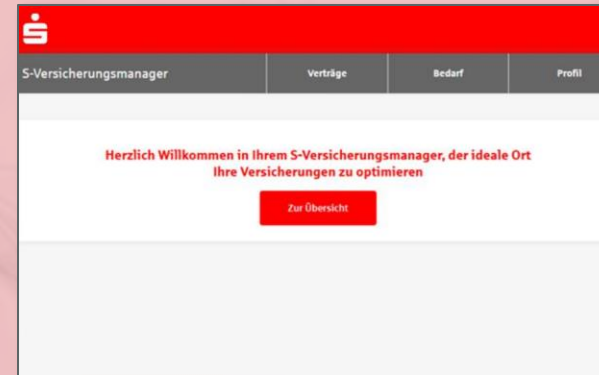 S-Versicherungsmanager Verträge Bedarf Profil
Herzlich Willkommen in Ihrem S-Versicherungsmanager, der ideale Ort
Ihre Versicherungen zu optimieren
Zur Übersicht